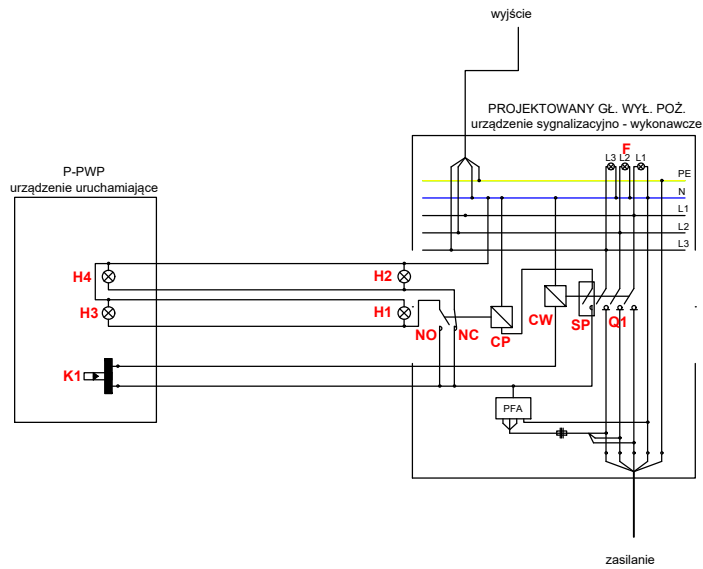 wyjście
PROJEKTOWANY GŁ. WYŁ. POŻ.
urządzenie sygnalizacyjno - wykonawcze
P-PWP
urządzenie uruchamiające
F
L3 L2 L1
PE
N
L1
L2
L3
H4
H2
H3
H1
NO
NC
CP
CW
SP
Q1
K1
PFA
zasilanie